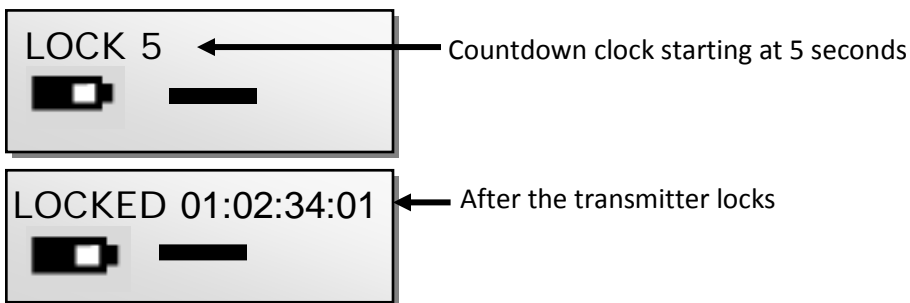 LOCK 5
Countdown clock starting at 5 seconds
LOCKED 01:02:34:01
After the transmitter locks